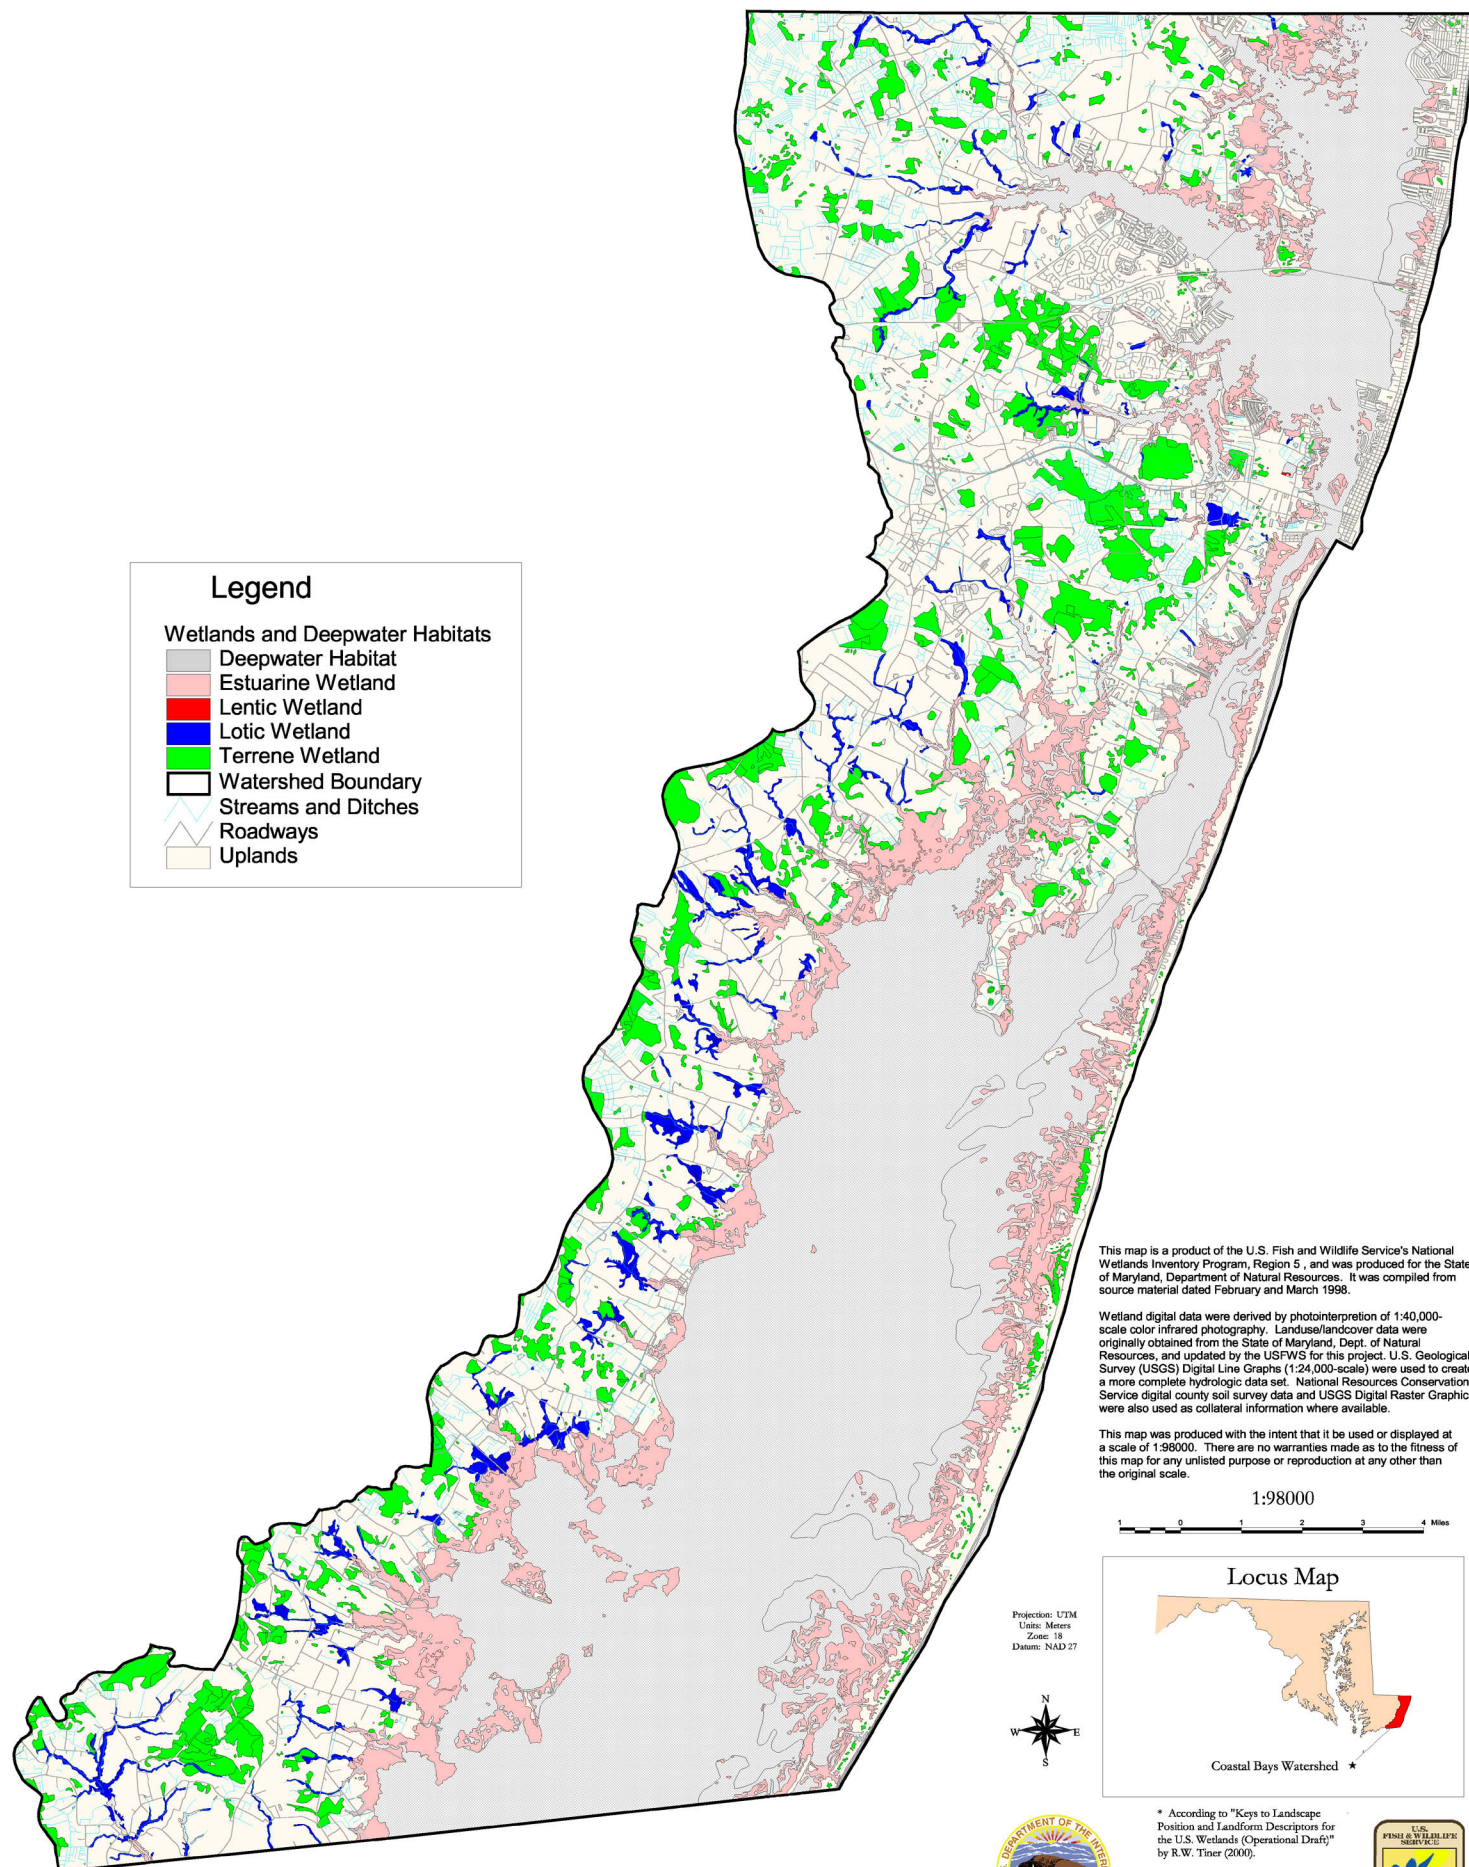 Legend
Wetlands and Deepwater Habitats
Deepwater Habitat
Estuarine Wetland
Lentic Wetland
Lotic Wetland
Terrene Wetland
Watershed Boundary
Streams and Ditches
Roadways
Uplands
This map is a product of the U.S. Fish and Wildlife Service's National
Wetlands Inventory Program, Region 5 , and was produced for the State
of Maryland, Department of Natural Resources. It was compiled from
source material dated February and March 1998.
Wetland digital data were derived by photointerpretion of 1:40,000-
scale color infrared photography. Landuse/landcover data were
originally obtained from the State of Maryland, Dept. of Natural
Resources, and updated by the USFWS for this project. U.S. Geological
Survey (USGS) Digital Line Graphs (1:24,000-scale) were used to create
a more complete hydrologic data set. National Resources Conservation
Service digital county soil survey data and USGS Digital Raster Graphic
were also used as collateral information where available.
This map was produced with the intent that it be used or displayed at
a scale of 1:98000. There are no warranties made as to the fitness of
this map for any unlisted purpose or reproduction at any other than
the original scale.
1:98000
1 0 1 2 3 4 Miles
Locus Map
Coastal Bays Watershed ★
Projection: UTM
Units: Meters
Zone: 18
Datum: NAD 27
N
W E
S
* According to "Keys to Landscape
Position and Landform Descriptors for
the U.S. Wetlands (Operational Draft)"
by R.W. Tiner (2000).
DEPARTMENT OF THE INTER
U.S.
FISH & WILDLIFE
SERVICE